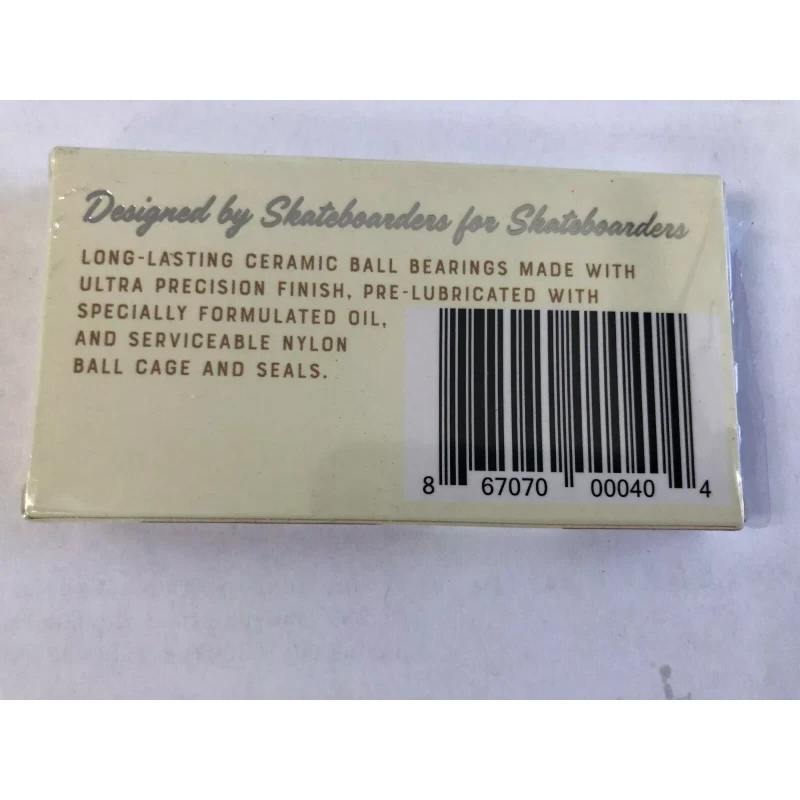 Designed by Skateboarders for Skateboarders
LONG-LASTING CERAMIC BALL BEARINGS MADE WITH
ULTRA PRECISION FINISH, PRE-LUBRICATED WITH
SPECIALLY FORMULATED OIL,
AND SERVICEABLE NYLON
BALL CAGE AND SEALS.
8 67070 00040 4